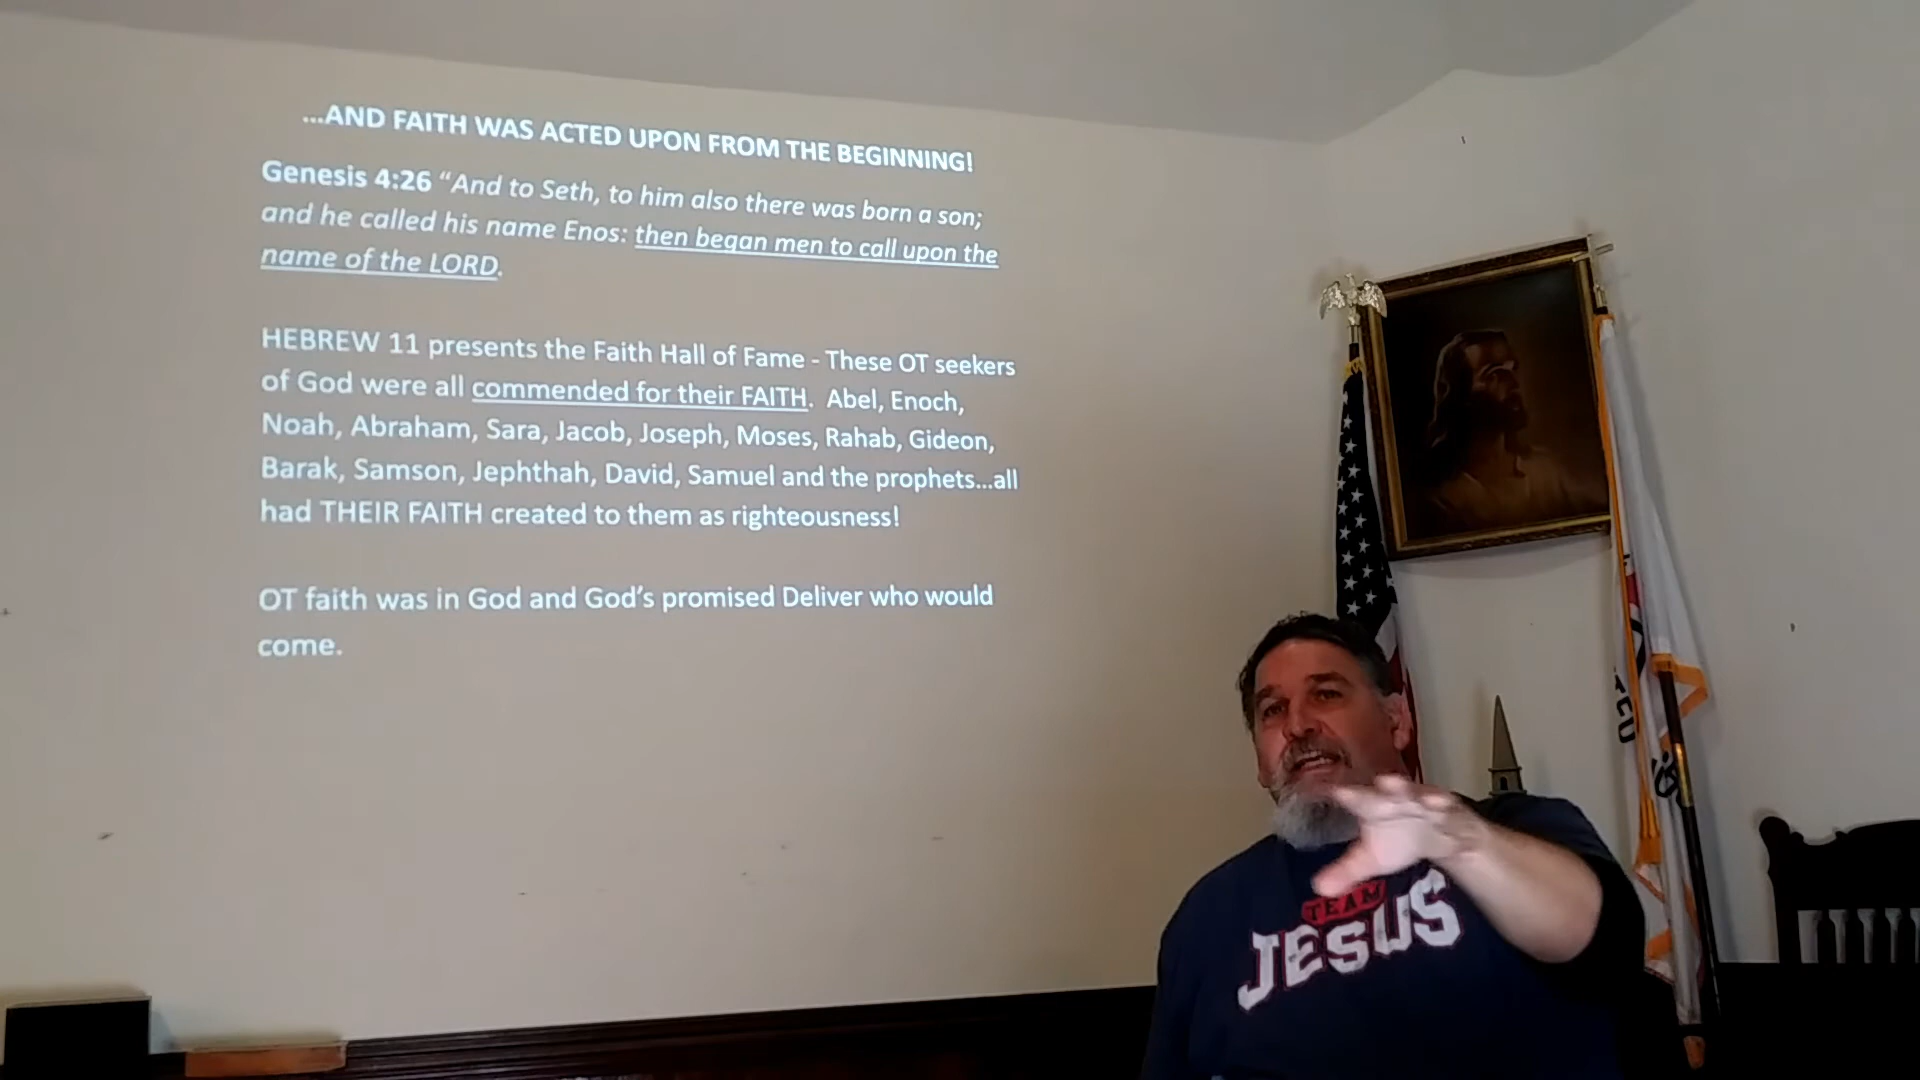 ...AND FAITH WAS ACTED UPON FROM THE BEGINNING!
Genesis 4:26 “And to Seth, to him also there was born a son;
and he called his name Enos: then began men to call upon the
name of the LORD.
HEBREW 11 presents the Faith Hall of Fame - These OT seekers
of God were all commended for their FAITH.  Abel, Enoch,
Noah, Abraham, Sara, Jacob, Joseph, Moses, Rahab, Gideon,
Barak, Samson, Jephthah, David, Samuel and the prophets...all
had THEIR FAITH created to them as righteousness!
OT faith was in God and God's promised Deliver who would
come.
TEAM
JESUS